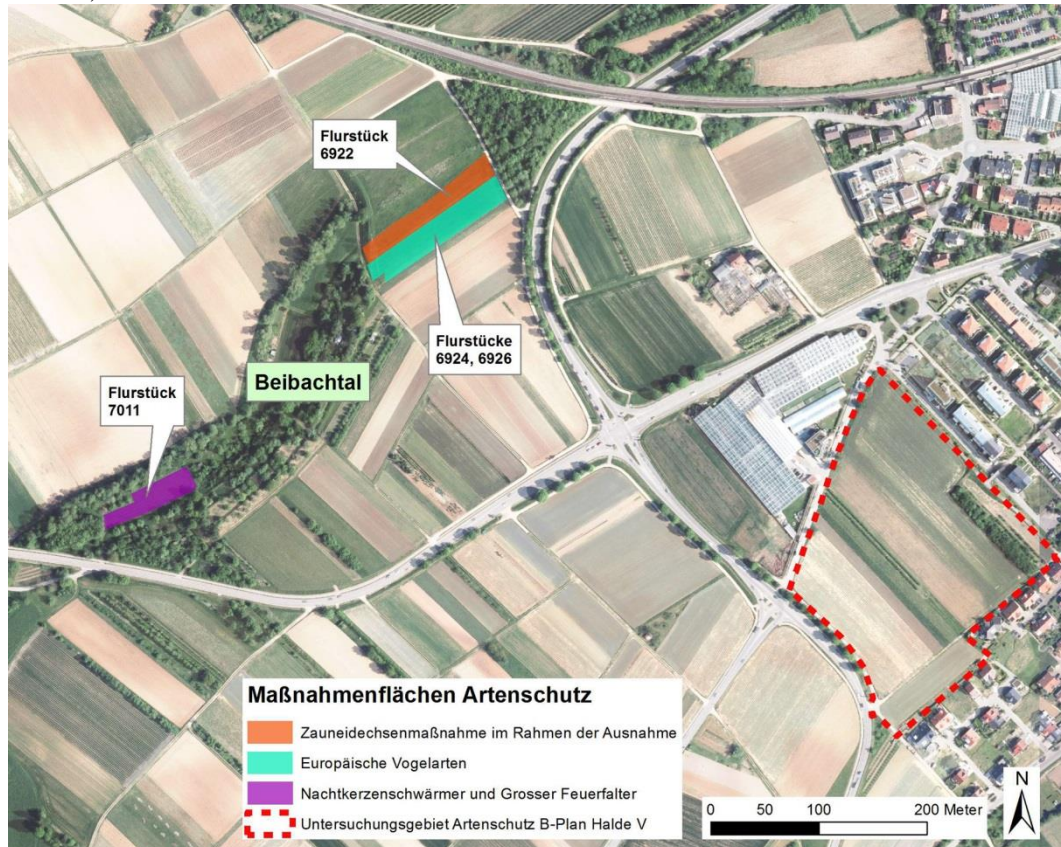 Flurstück
6922
Flurstücke
6924, 6926
Beibachtal
Flurstück
7011
Maßnahmenflächen Artenschutz
Zauneidechsenmaßnahme im Rahmen der Ausnahme
Europäische Vogelarten
Nachtkerzenschwärmer und Grosser Feuerfalter
Untersuchungsgebiet Artenschutz B-Plan Halde V
0 50 100 200 Meter
N